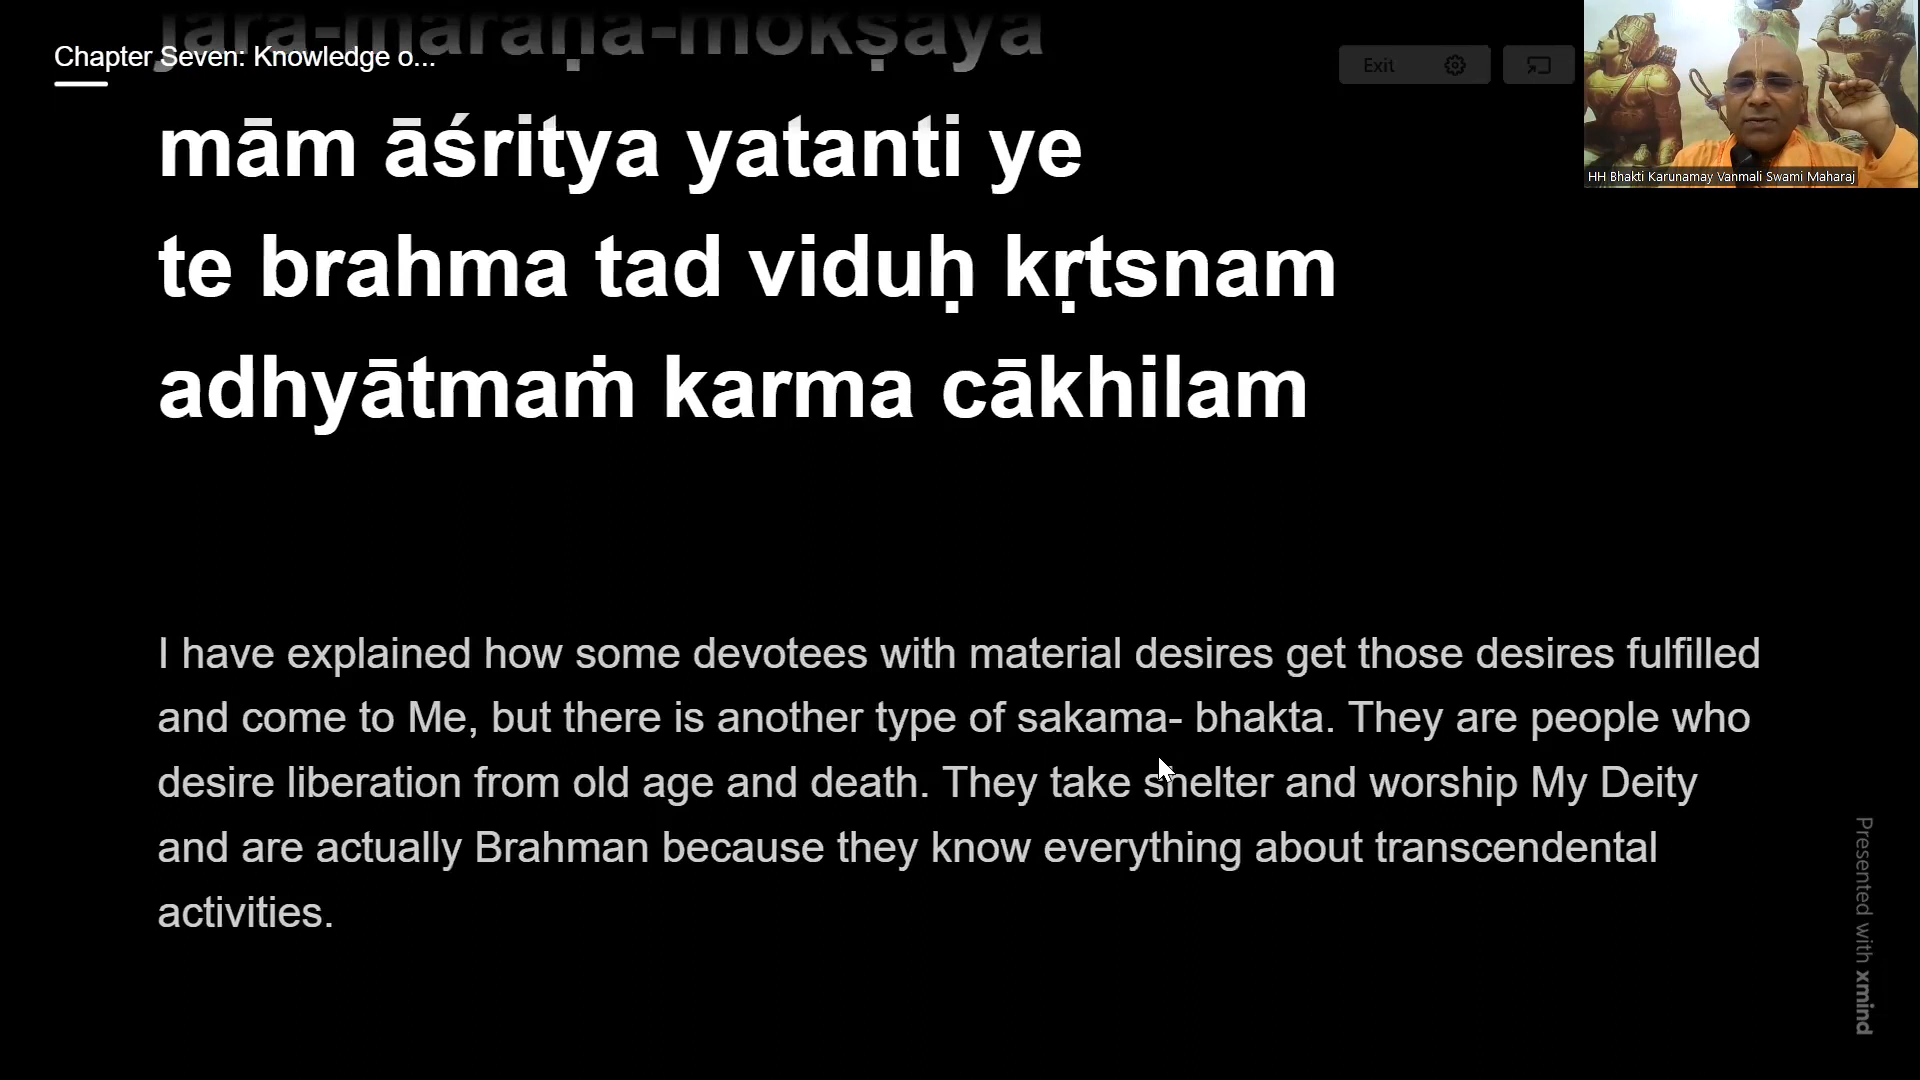 jarā-maraṇa-mokṣāya
Chapter Seven: Knowledge o...
Exit
mām āśritya yatanti ye
te brahma tad viduḥ kṛtsnam
adhyātmaṁ karma cākhilam
HH Bhakti Karunamay Vanmali Swami Maharaj
I have explained how some devotees with material desires get those desires fulfilled
and come to Me, but there is another type of sakama- bhakta. They are people who
desire liberation from old age and death. They take shelter and worship My Deity
and are actually Brahman because they know everything about transcendental
activities.
Presented with xmind